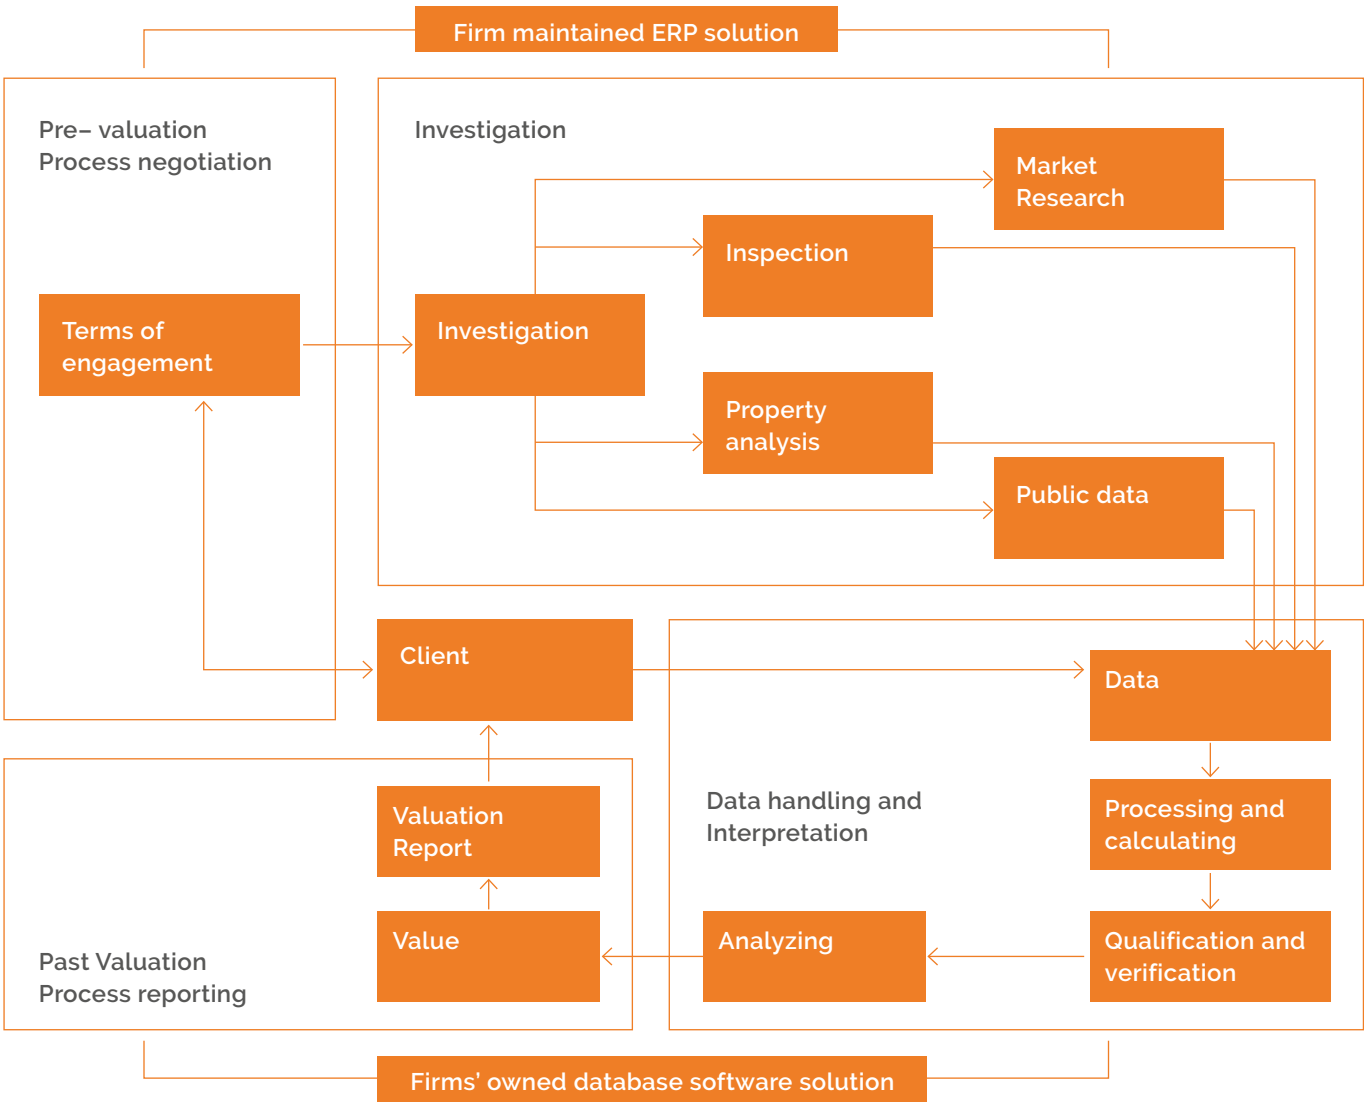 Firm maintained ERP solution
Pre– valuation
Process negotiation
Investigation
Market
Research
Inspection
Terms of
engagement
Investigation
Property
analysis
Public data
Client
Data
Data handling and
Interpretation
Processing and
calculating
Valuation
Report
Value
Analyzing
Qualification and
verification
Past Valuation
Process reporting
Firms’ owned database software solution